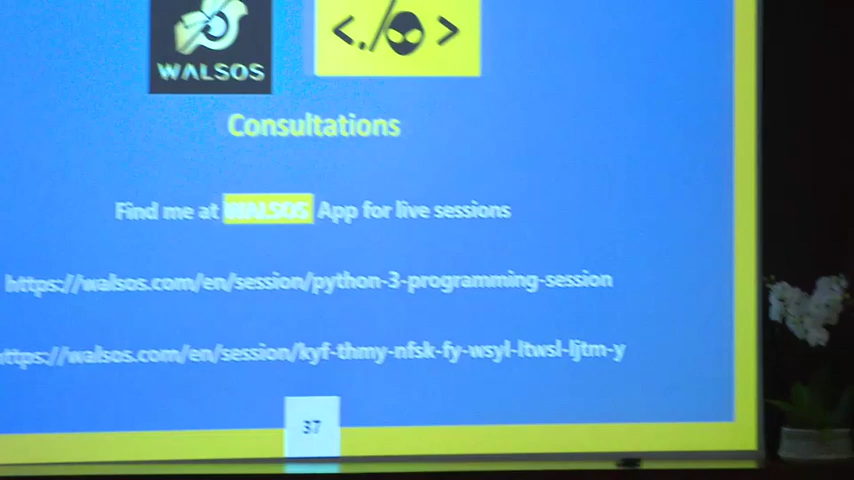 WALSOS
<./ >
Consultations
Find me at WALSOS App for live sessions
https://walsos.com/en/session/python-3-programming-session
ttps://walsos.com/en/session/kyf-thmy-nfsk-fy-wsyl-ltwsl-ljtm-y
37